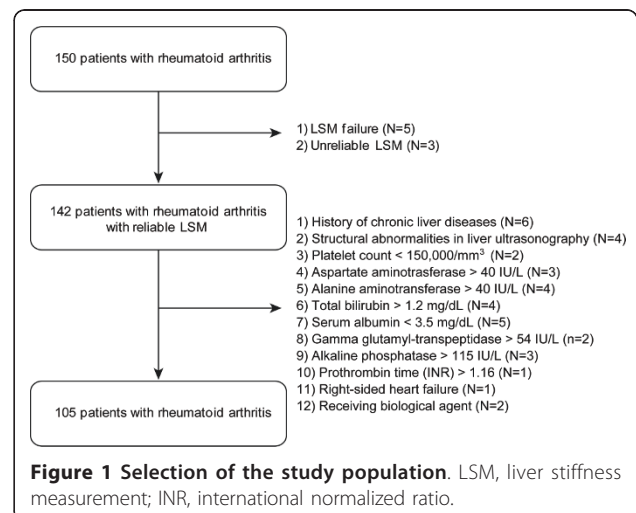 150 patients with rheumatoid arthritis
1) LSM failure (N=5)
2) Unreliable LSM (N=3)
142 patients with rheumatoid arthritis
with reliable LSM
1) History of chronic liver diseases (N=6)
2) Structural abnormalities in liver ultrasonography (N=4)
3) Platelet count < 150,000/mm³ (N=2)
4) Aspartate aminotrasferase > 40 IU/L (N=3)
5) Alanine aminotransferase > 40 IU/L (N=4)
6) Total bilirubin > 1.2 mg/dL (N=4)
7) Serum albumin < 3.5 mg/dL (N=5)
8) Gamma glutamyl-transpeptidase > 54 IU/L (n=2)
9) Alkaline phosphatase > 115 IU/L (N=3)
10) Prothrombin time (INR) > 1.16 (N=1)
11) Right-sided heart failure (N=1)
12) Receiving biological agent (N=2)
105 patients with rheumatoid arthritis
Figure 1 Selection of the study population. LSM, liver stiffness
measurement; INR, international normalized ratio.